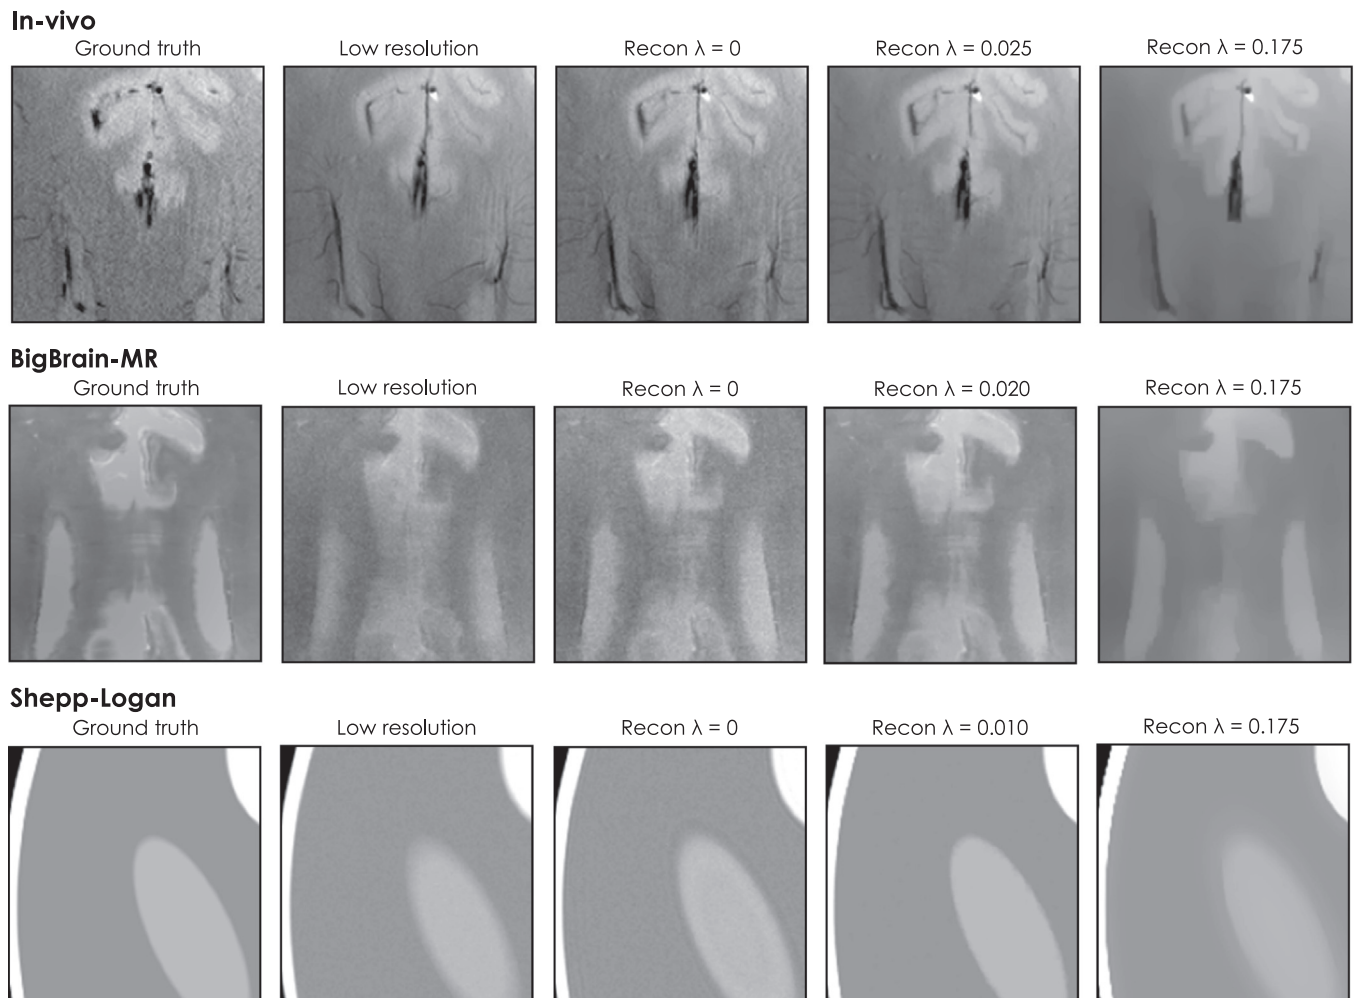 In-vivo
Ground truth Low resolution Recon λ = 0 Recon λ = 0.025 Recon λ = 0.175
BigBrain-MR
Ground truth Low resolution Recon λ = 0 Recon λ = 0.020 Recon λ = 0.175
Shepp-Logan
Ground truth Low resolution Recon λ = 0 Recon λ = 0.010 Recon λ = 0.175